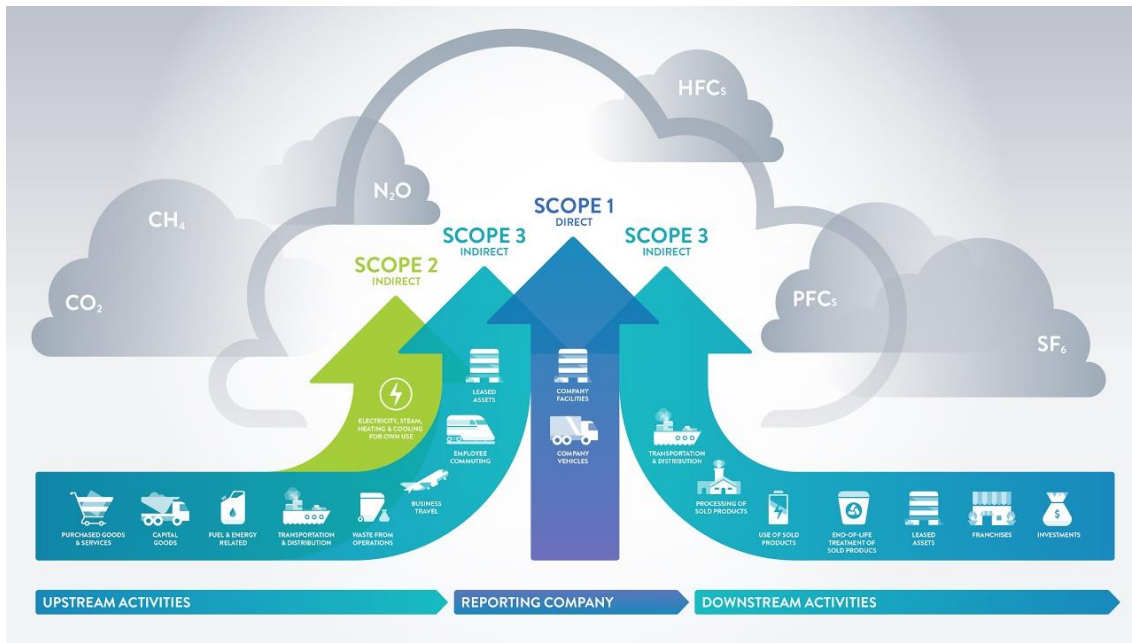 HFCs
N₂O
CH₄
CO₂
PFCs
SF₆
SCOPE 1
DIRECT
SCOPE 3
INDIRECT
SCOPE 3
INDIRECT
SCOPE 2
INDIRECT
ELECTRICITY, STEAM,
HEATING & COOLING
FOR OWN USE
LEASED
ASSETS
EMPLOYEE
COMMUTING
BUSINESS
TRAVEL
COMPANY
FACILITIES
COMPANY
VEHICLES
TRANSPORTATION
& DISTRIBUTION
PROCESSING OF
SOLD PRODUCTS
PURCHASED GOODS
& SERVICES
CAPITAL
GOODS
FUEL & ENERGY
RELATED
TRANSPORTATION
& DISTRIBUTION
WASTE FROM
OPERATIONS
USE OF SOLD
PRODUCTS
END-OF-LIFE
TREATMENT OF
SOLD PRODUCS
LEASED
ASSETS
FRANCHISES
$
INVESTMENTS
UPSTREAM ACTIVITIES
REPORTING COMPANY
DOWNSTREAM ACTIVITIES